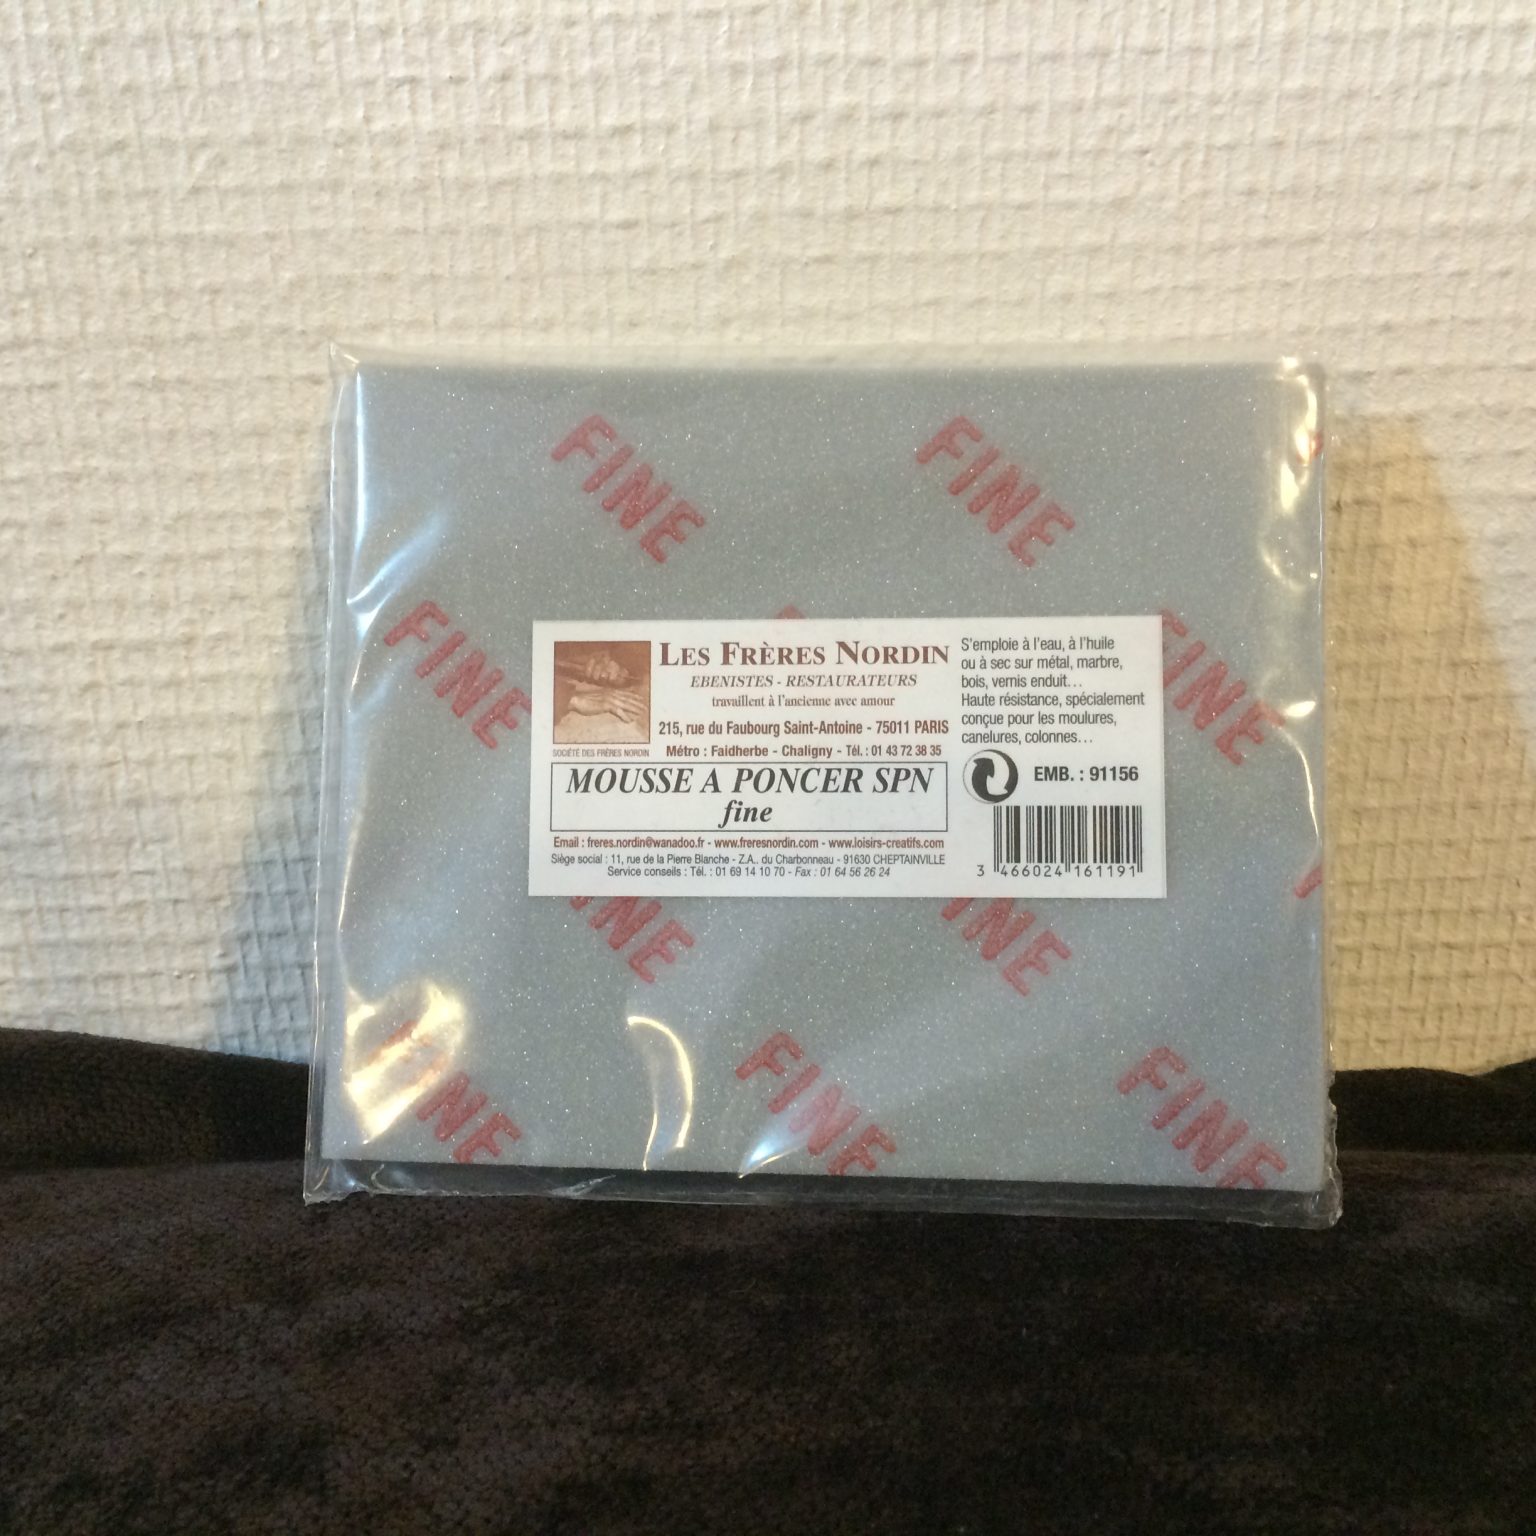 FINE
FINE
FINE
LES FRÈRES NORDIN
EBENISTES - RESTAURATEURS
travaillent à l'ancienne avec amour
215, rue du Faubourg Saint-Antoine - 75011 PARIS
SOCIÉTÉ DES FRÈRES NORDIN
Métro : Faidherbe - Chaligny - Tél. : 01 43 72 38 35
MOUSSE A PONCER SPN
fine
Email : freres.nordin@wanadoo.fr - www.freresnordin.com - www.loisirs-creatifs.com
Siège social : 11, rue de la Pierre Blanche - Z.A.. du Charbonneau - 91630 CHEPTAINVILLE
Service conseils : Tél. : 01 69 14 10 70 - Fax : 01 64 56 26 24
S'emploie à l'eau, à l'huile
ou à sec sur métal, marbre,
bois, vernis enduit...
Haute résistance, spécialement
conçue pour les moulures,
canelures, colonnes...
EMB. : 91156
3 466024 161191
FINE
INE
INE
FINE
FINE
FINE